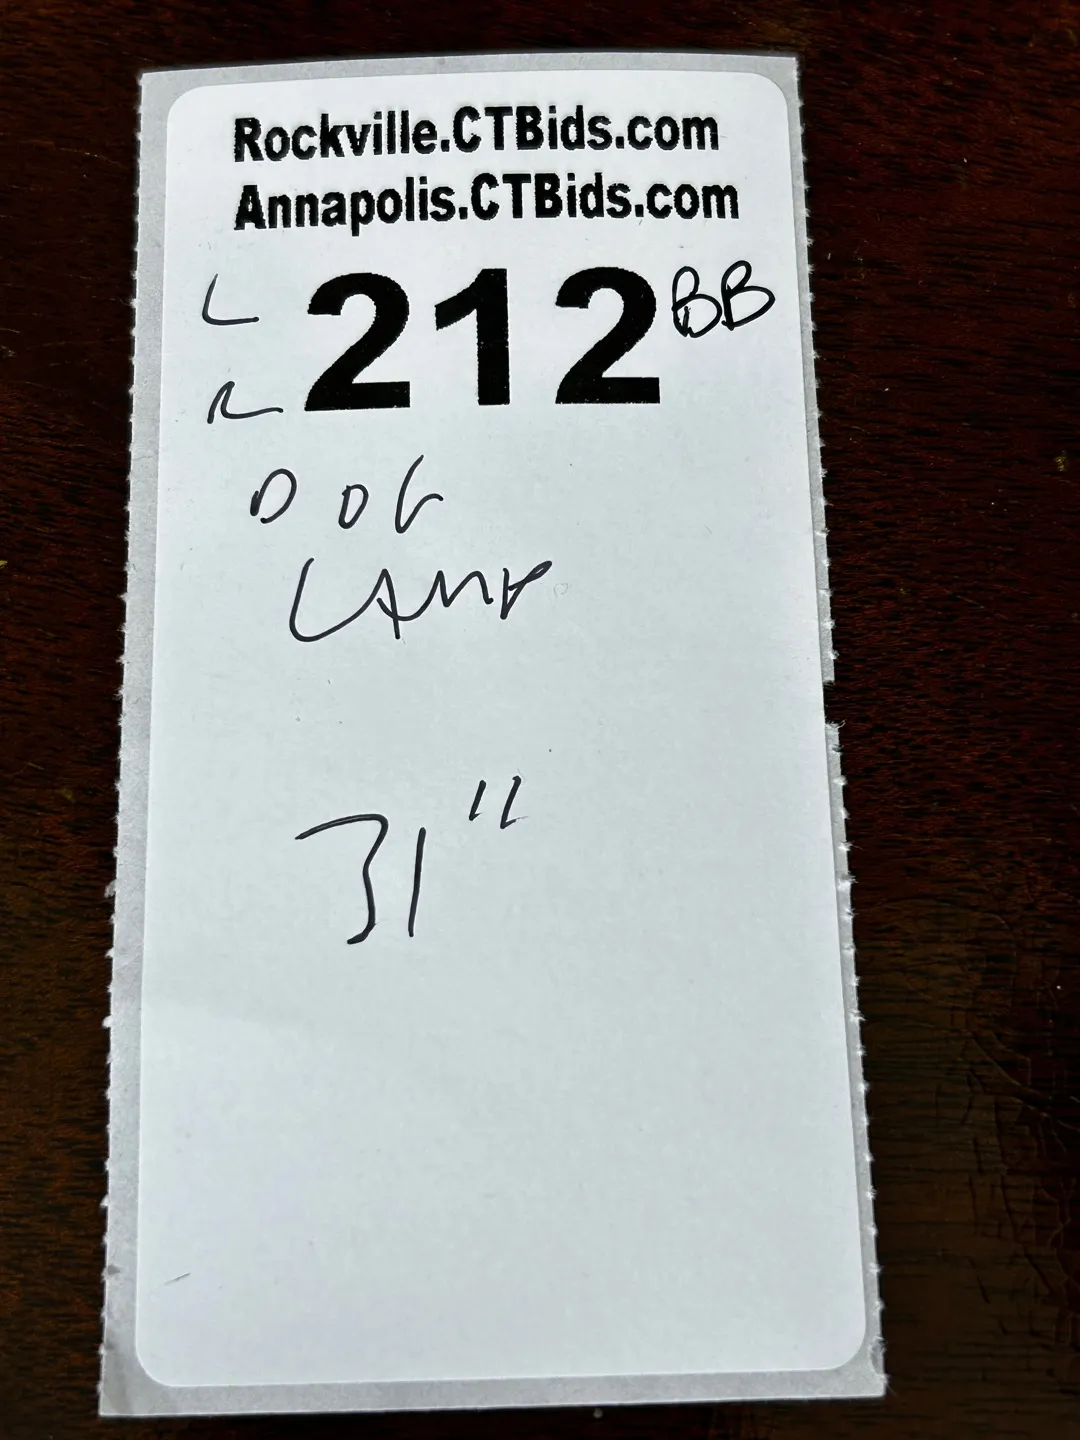 Rockville.CTBids.com
Annapolis.CTBids.com
L 212 BB
R
DOG
LAMP
31"